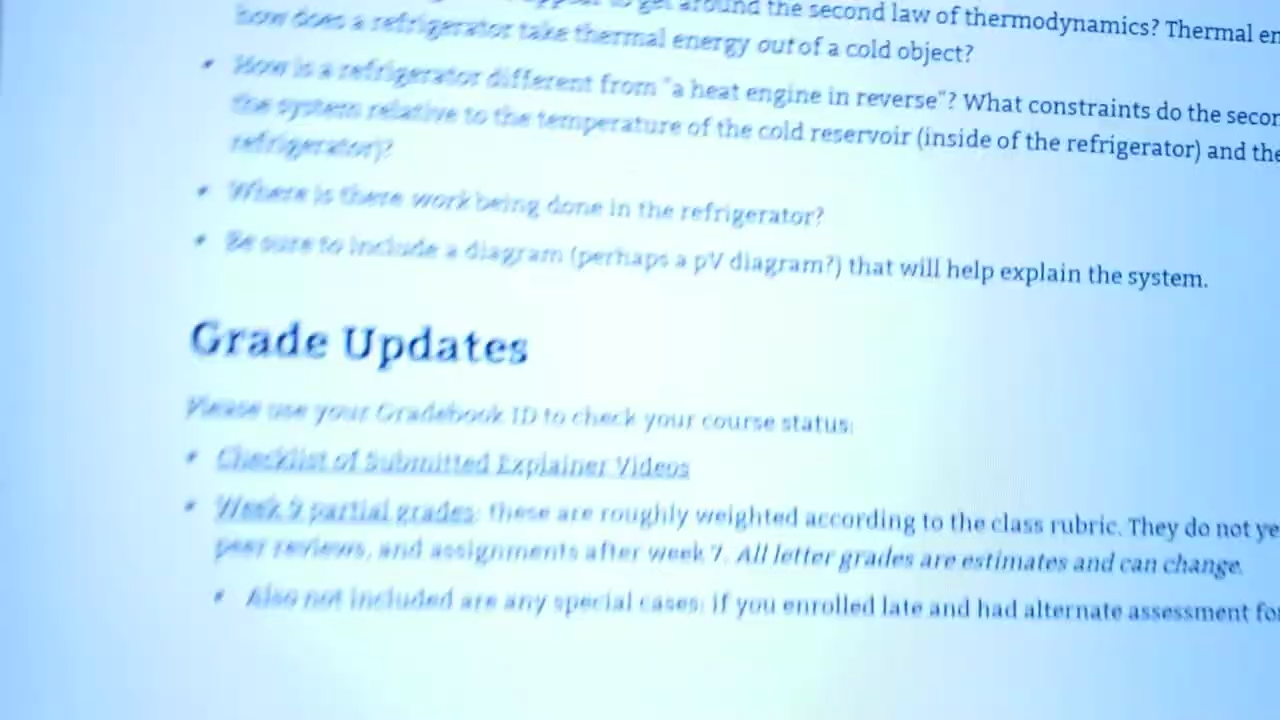 get around the second law of thermodynamics? Thermal en
how does a refrigerator take thermal energy out of a cold object?
• How is a refrigerator different from "a heat engine in reverse"? What constraints do the secon
the system relative to the temperature of the cold reservoir (inside of the refrigerator) and the
refrigerator)?
• Where is there work being done in the refrigerator?
• Be sure to include a diagram (perhaps a pV diagram?) that will help explain the system.
Grade Updates
Please use your Gradebook ID to check your course status:
• Checklist of Submitted Explainer Videos
• Week 9 partial grades: these are roughly weighted according to the class rubric. They do not ye
peer reviews, and assignments after week 7. All letter grades are estimates and can change.
• Also not included are any special cases: if you enrolled late and had alternate assessment fo